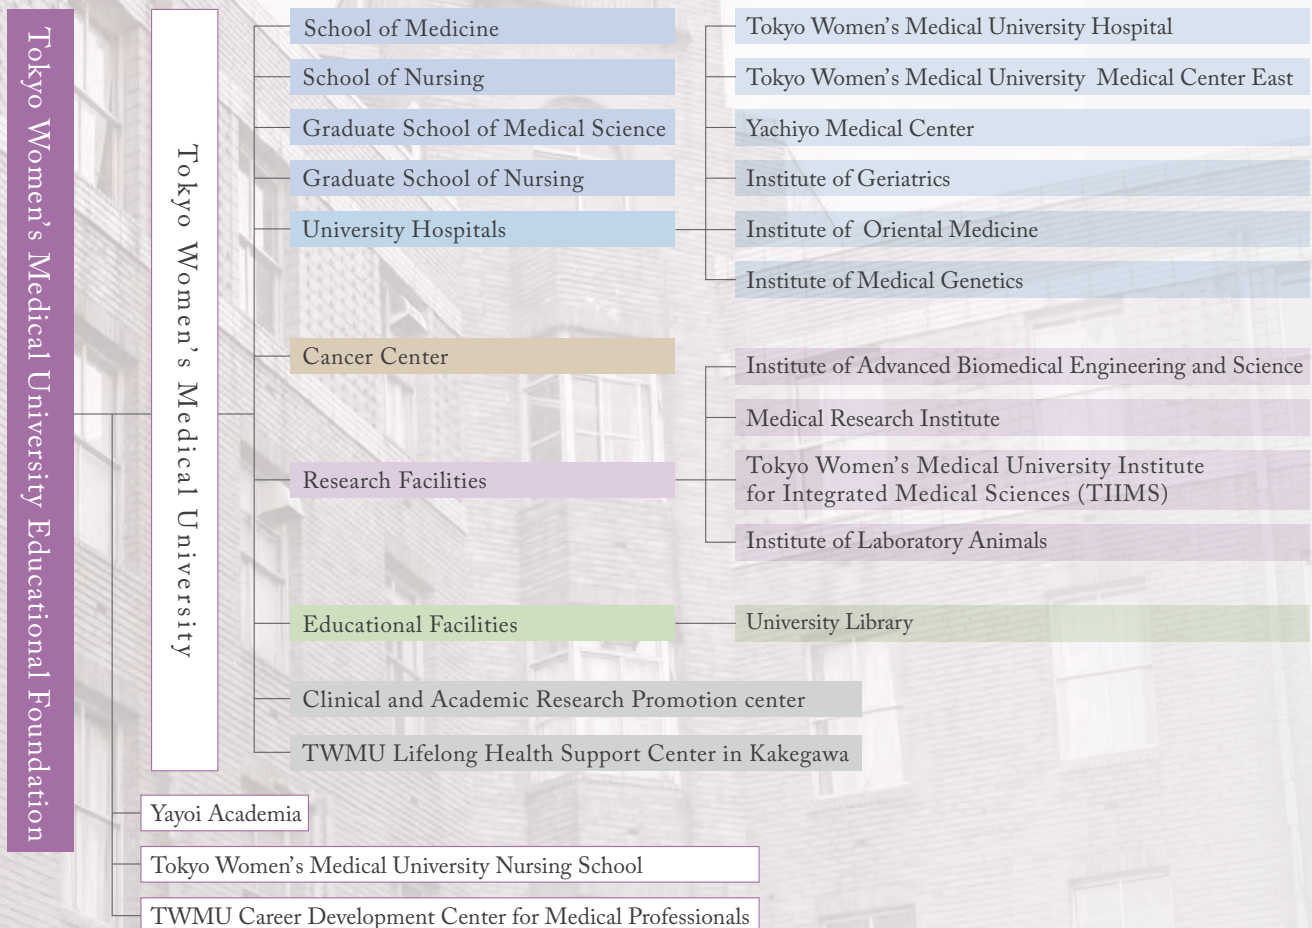 Tokyo Women's Medical University Educational Foundation
Tokyo Women's Medical University
School of Medicine
School of Nursing
Graduate School of Medical Science
Graduate School of Nursing
University Hospitals
Tokyo Women's Medical University Hospital
Tokyo Women's Medical University Medical Center East
Yachiyo Medical Center
Institute of Geriatrics
Institute of Oriental Medicine
Institute of Medical Genetics
Cancer Center
Research Facilities
Institute of Advanced Biomedical Engineering and Science
Medical Research Institute
Tokyo Women's Medical University Institute
for Integrated Medical Sciences (TIIMS)
Institute of Laboratory Animals
Educational Facilities
University Library
Clinical and Academic Research Promotion center
TWMU Lifelong Health Support Center in Kakegawa
Yayoi Academia
Tokyo Women's Medical University Nursing School
TWMU Career Development Center for Medical Professionals